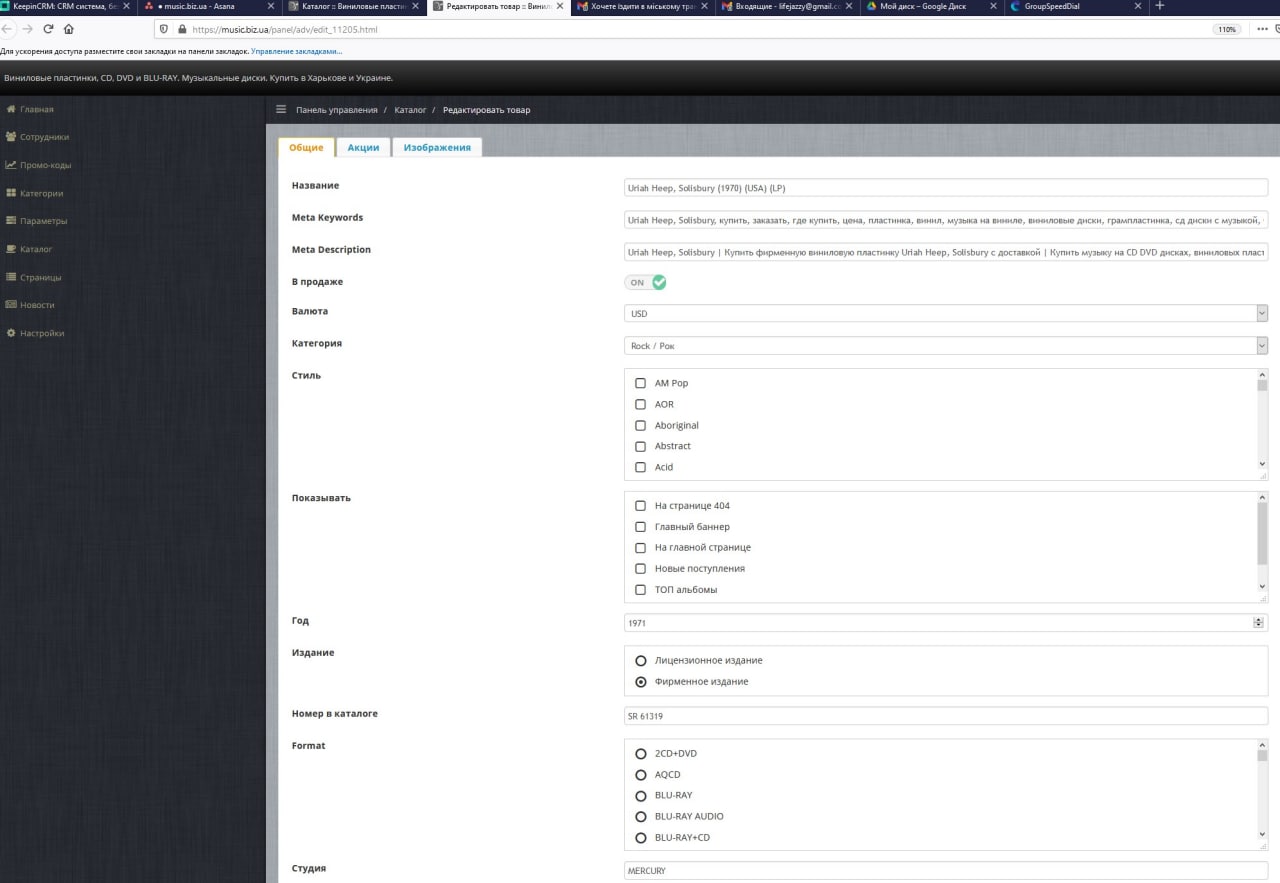 KeepinCRM: CRM система, бе
• music.biz.ua - Asana
Каталог :: Виниловые пластин
Редактировать товар :: Винил
Хочете їздити в міському тран
Входящие - lifejazzy@gmail.co
Мой диск – Google Диск
GroupSpeedDial
https://music.biz.ua/panel/adv/edit_11205.html
110%
Для ускорения доступа разместите свои закладки на панели закладок. Управление закладками...
Виниловые пластинки, CD, DVD и BLU-RAY. Музыкальные диски. Купить в Харькове и Украине.
Главная
Сотрудники
Промо-коды
Категории
Параметры
Каталог
Страницы
Новости
Настройки
Панель управления / Каталог / Редактировать товар
Общие
Акции
Изображения
Название
Uriah Heep, Solisbury (1970) (USA) (LP)
Meta Keywords
Uriah Heep, Solisbury, купить, заказать, где купить, цена, пластинка, винил, музыка на виниле, виниловые диски, грампластинка, сд диски с музыкой,
Meta Description
Uriah Heep, Solisbury | Купить фирменную виниловую пластинку Uriah Heep, Solisbury с доставкой | Купить музыку на CD DVD дисках, виниловых пласт
В продаже
ON
Валюта
USD
Категория
Rock / Рок
Стиль
AM Pop
AOR
Aboriginal
Abstract
Acid
Показывать
На странице 404
Главный баннер
На главной странице
Новые поступления
ТОП альбомы
Год
1971
Издание
Лицензионное издание
Фирменное издание
Номер в каталоге
SR 61319
Format
2CD+DVD
AQCD
BLU-RAY
BLU-RAY AUDIO
BLU-RAY+CD
Студия
MERCURY